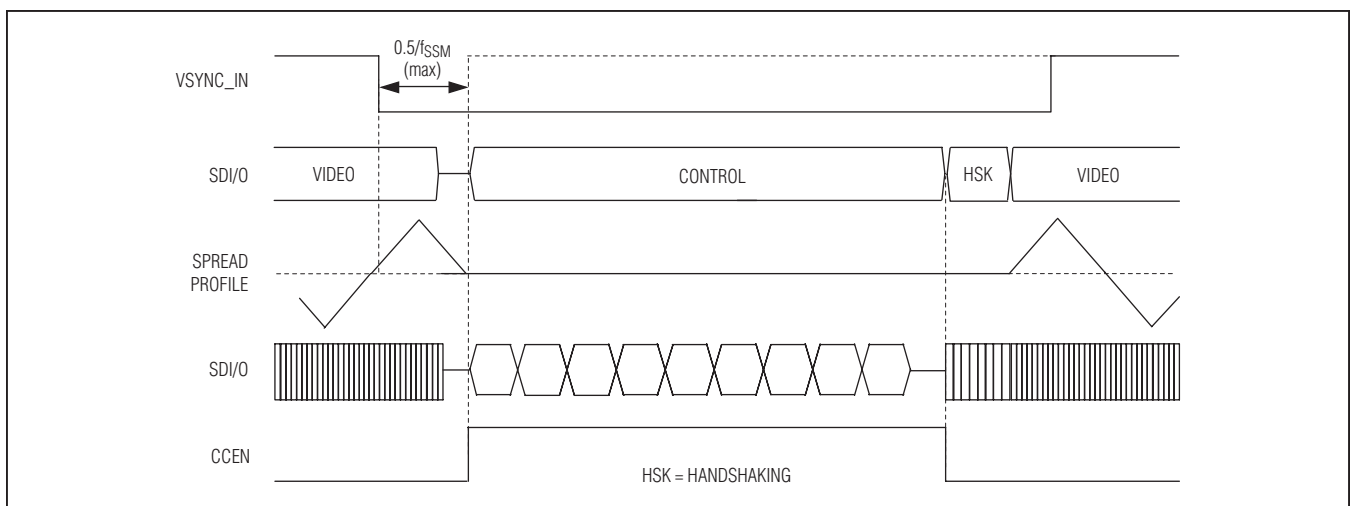 0.5/fSSM
(max)
VSYNC_IN
SDI/O
VIDEO
CONTROL
HSK
VIDEO
SPREAD
PROFILE
SDI/O
CCEN
HSK = HANDSHAKING